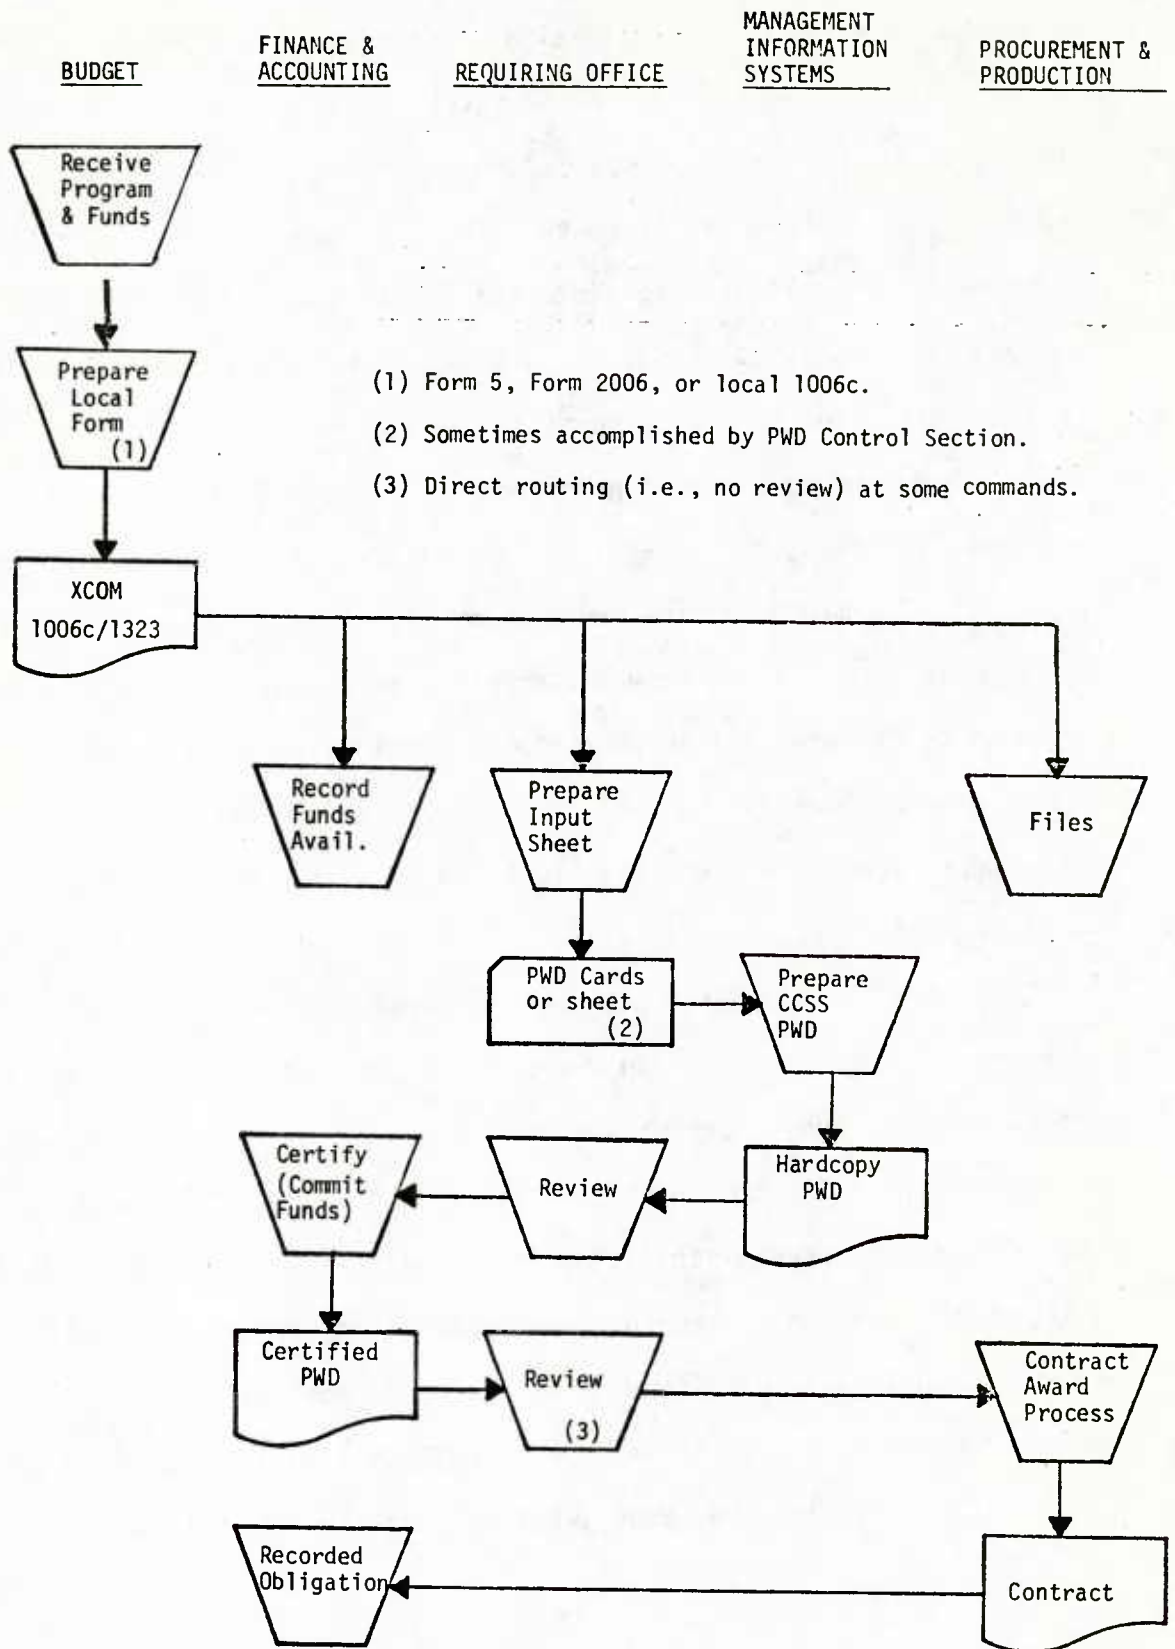 BUDGET
FINANCE &
ACCOUNTING
REQUIRING OFFICE
MANAGEMENT
INFORMATION
SYSTEMS
PROCUREMENT &
PRODUCTION
Receive
Program
& Funds
Prepare
Local
Form
(1)
(1) Form 5, Form 2006, or local 1006c.
(2) Sometimes accomplished by PWD Control Section.
(3) Direct routing (i.e., no review) at some commands.
XCOM
1006c/1323
Record
Funds
Avail.
Prepare
Input
Sheet
Files
PWD Cards
or sheet
(2)
Prepare
CCSS
PWD
Certify
(Commit
Funds)
Review
Hardcopy
PWD
Certified
PWD
Review
(3)
Contract
Award
Process
Recorded
Obligation
Contract